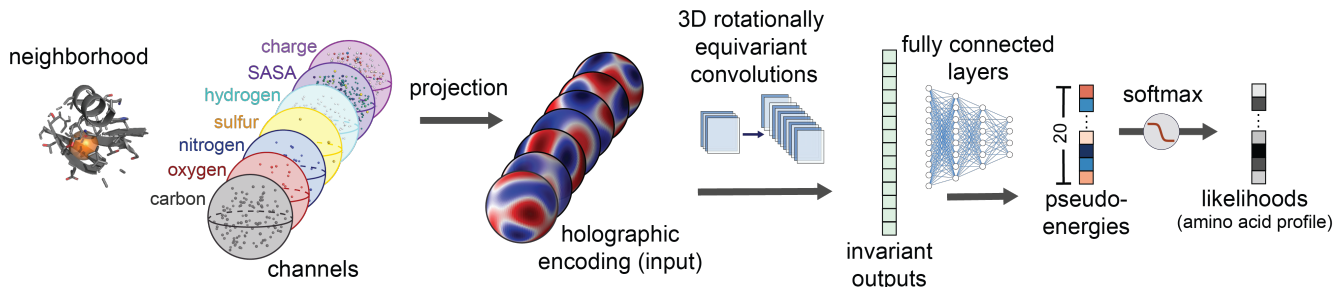 neighborhood
charge
SASA
hydrogen
sulfur
nitrogen
oxygen
carbon
channels
projection
holographic
encoding (input)
3D rotationally
equivariant
convolutions
invariant
outputs
fully connected
layers
20
pseudo-
energies
softmax
likelihoods
(amino acid profile)